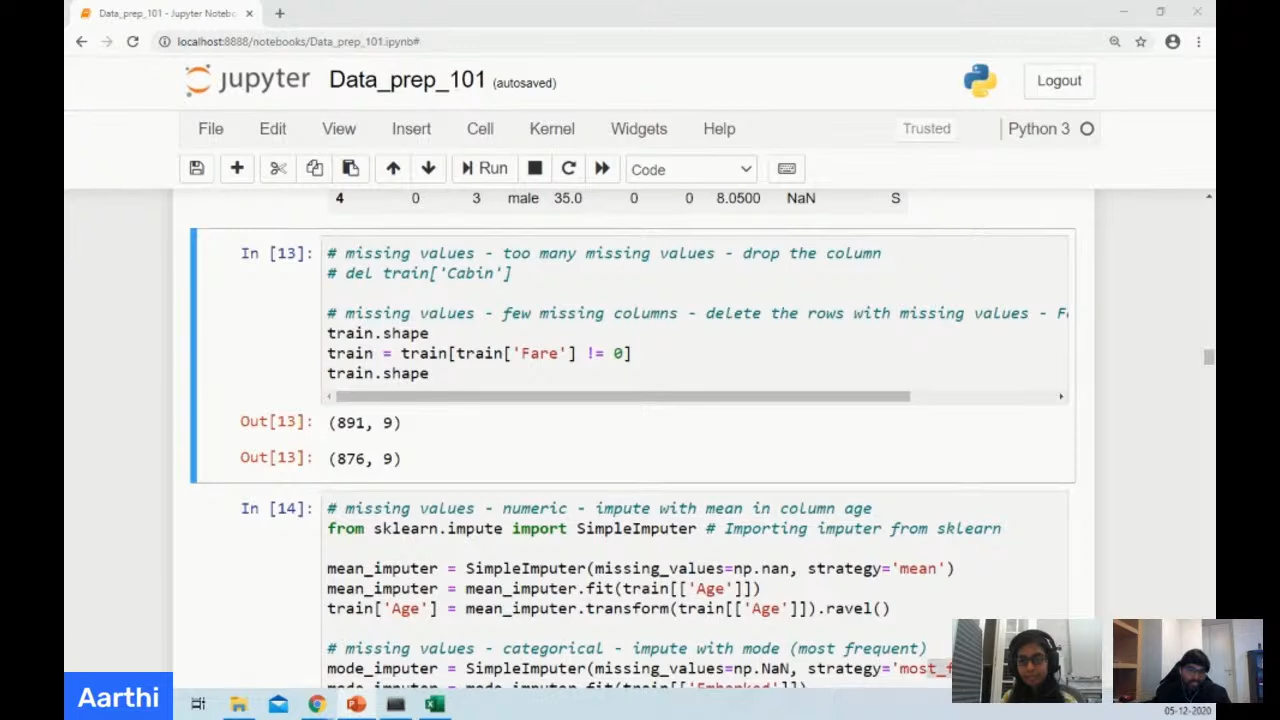 Data_prep_101 - Jupyter Notebo
localhost:8888/notebooks/Data_prep_101.ipynb#
jupyter Data_prep_101 (autosaved) Logout
File Edit View Insert Cell Kernel Widgets Help Trusted Python 3
Run Code
4 0 3 male 35.0 0 0 8.0500 NaN S
In [13]: # missing values - too many missing values - drop the column
# del train['Cabin']
# missing values - few missing columns - delete the rows with missing values - F
train.shape
train = train[train['Fare'] != 0]
train.shape
Out[13]: (891, 9)
Out[13]: (876, 9)
In [14]: # missing values - numeric - impute with mean in column age
from sklearn.impute import SimpleImputer # Importing imputer from sklearn
mean_imputer = SimpleImputer(missing_values=np.nan, strategy='mean')
mean_imputer = mean_imputer.fit(train[['Age']])
train['Age'] = mean_imputer.transform(train[['Age']]).ravel()
# missing values - categorical - impute with mode (most frequent)
mode_imputer = SimpleImputer(missing_values=np.NaN, strategy='most_f
mode_imputer = mode_imputer.fit(train[['Embarked']])
Aarthi
05-12-2020